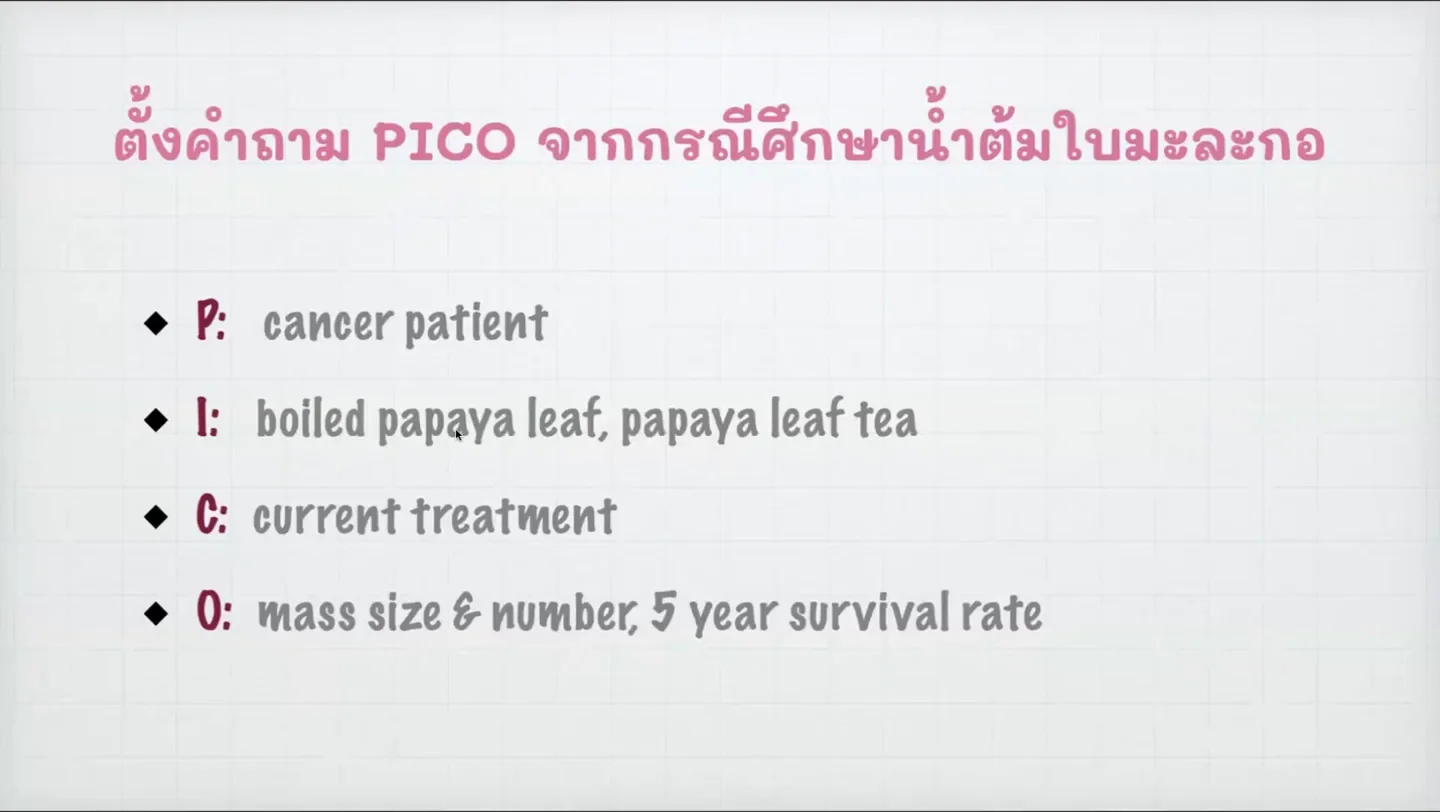 ตั้งคำถาม PICO จากกรณีศึกษาน้ำต้มใบมะละกอ
◆ P: cancer patient
◆ I: boiled papaya leaf, papaya leaf tea
◆ C: current treatment
◆ O: mass size & number, 5 year survival rate